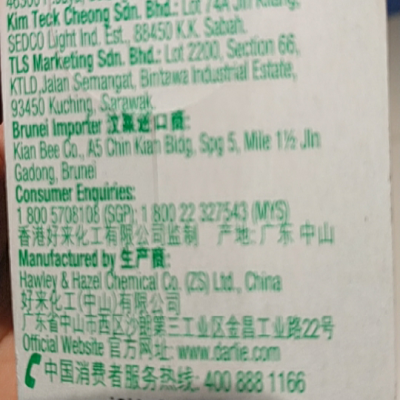 Kim Teck Cheong Sdn. Bhd.: Lot 74A Jln Kilang,
SEDCO Light Ind. Est., 88450 K.K. Sabah.
TLS Marketing Sdn. Bhd.: Lot 2200, Section 66,
KTLD, Jalan Semangat, Bintawa Industrial Estate,
93450 Kuching, Sarawak.
Brunei Importer 汶萊進口商:
Kian Bee Co., A5 Chin Kian Bldg, Spg 5, Mile 1½ Jln
Gadong, Brunei
Consumer Enquiries:
1 800 5708108 (SGP); 1 800 22 327543 (MYS)
香港好来化工有限公司监制 产地: 广东 中山
Manufactured by 生产商:
Hawley & Hazel Chemical Co. (ZS) Ltd., China
好来化工(中山)有限公司
广东省中山市西区沙朗第三工业区金昌工业路22号
Official Website 官方网址: www.darlie.com
中国消费者服务热线: 400 888 1166